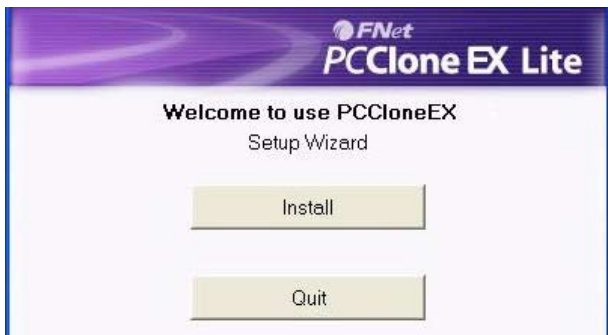 FNet
PCClone EX Lite
Welcome to use PCCloneEX
Setup Wizard
Install
Quit